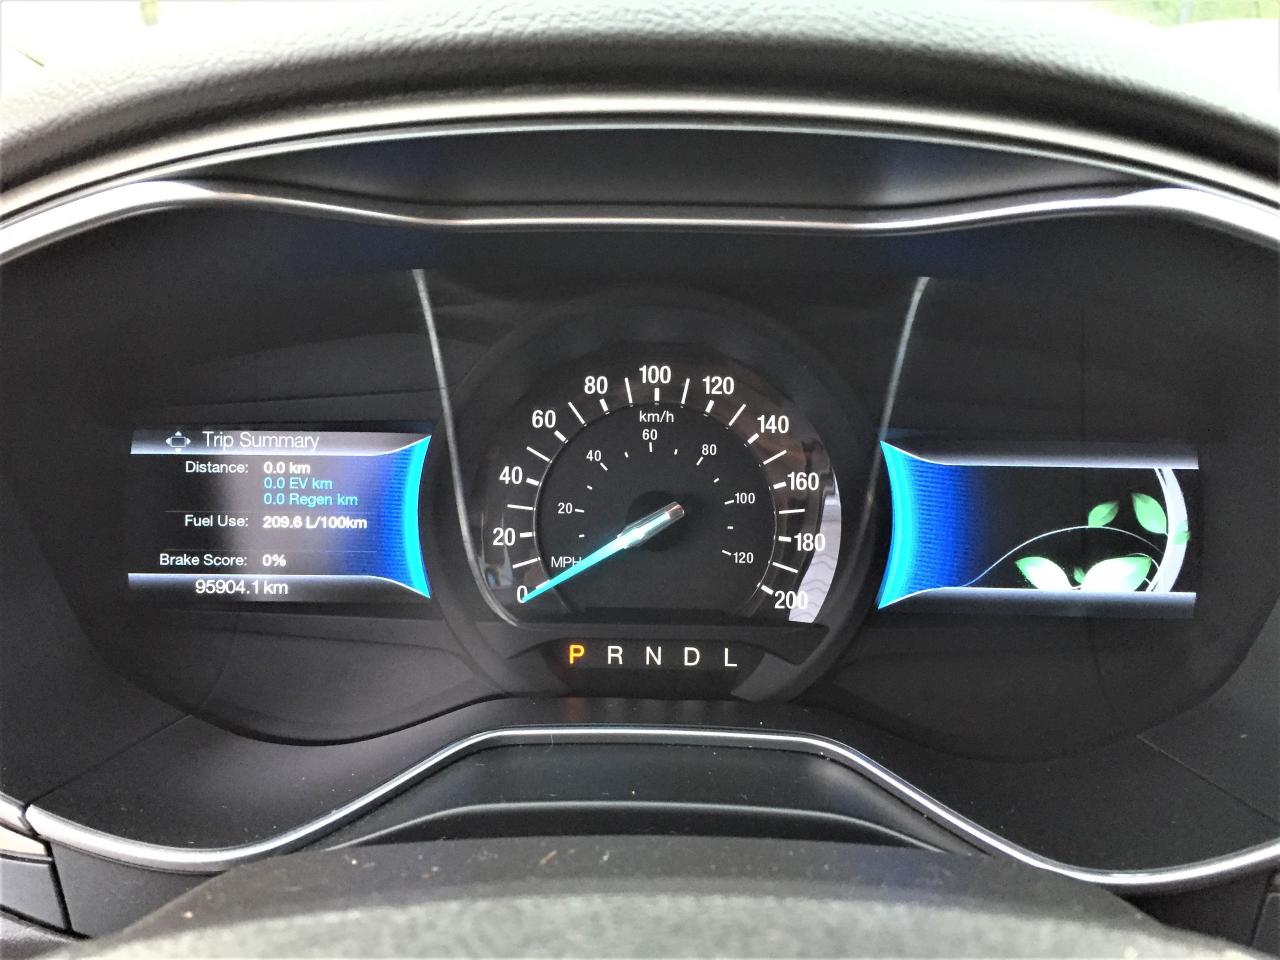 Trip Summary
Distance: 0.0 km
0.0 EV km
0.0 Regen km
Fuel Use: 209.6 L/100km
Brake Score: 0%
95904.1 km
0 20 40 60 80 100 120 140 160 180 200
km/h
20 40 60 80 100 120
MPH
P R N D L